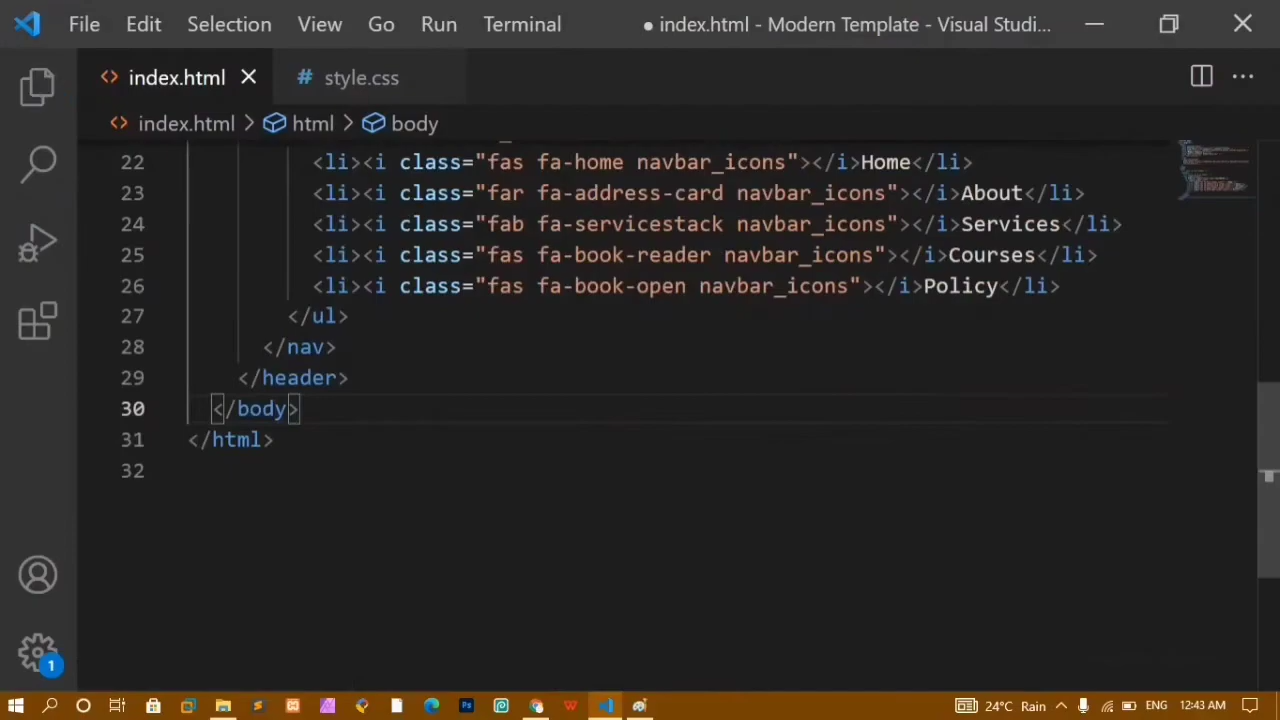 File Edit Selection View Go Run Terminal ● index.html - Modern Template - Visual Studi...
index.html style.css
index.html > html > body
22 <li><i class="fas fa-home navbar_icons"></i>Home</li>
23 <li><i class="far fa-address-card navbar_icons"></i>About</li>
24 <li><i class="fab fa-servicestack navbar_icons"></i>Services</li>
25 <li><i class="fas fa-book-reader navbar_icons"></i>Courses</li>
26 <li><i class="fas fa-book-open navbar_icons"></i>Policy</li>
27 </ul>
28 </nav>
29 </header>
30 </body>
31 </html>
32
1
24°C Rain ENG 12:43 AM